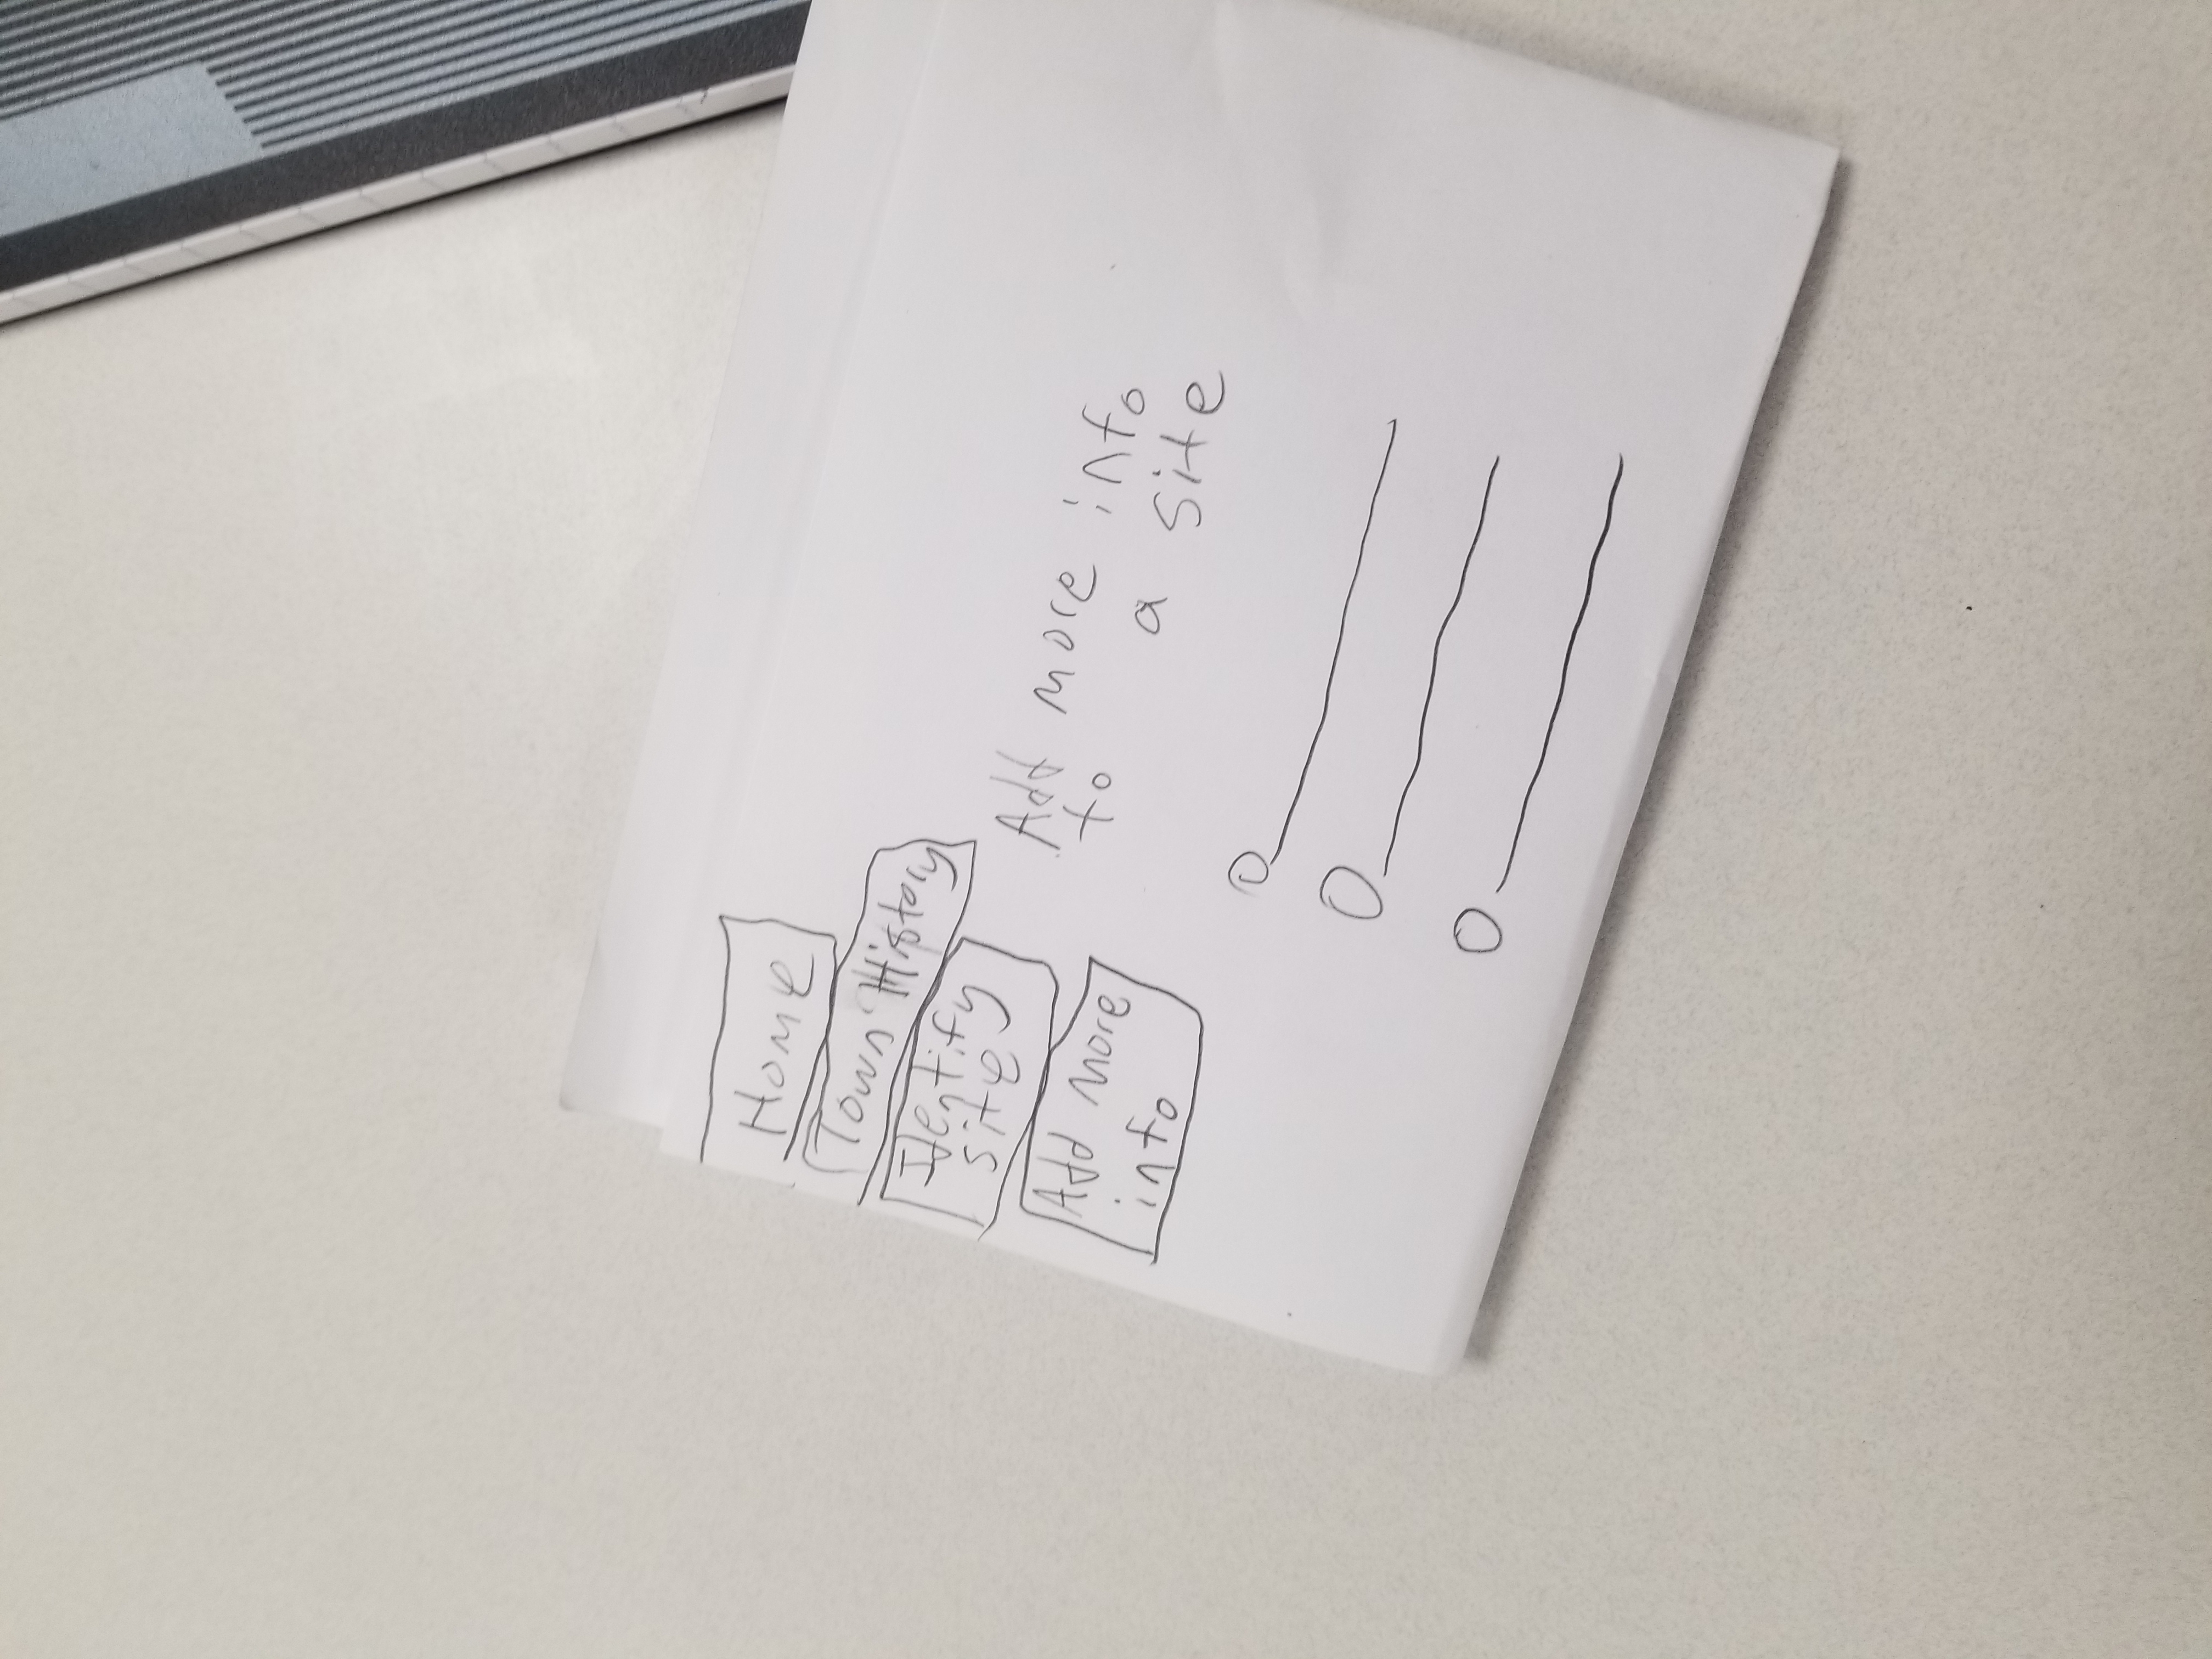 Home
Town History
Identify
site
Add more
info
Add more info
to a site